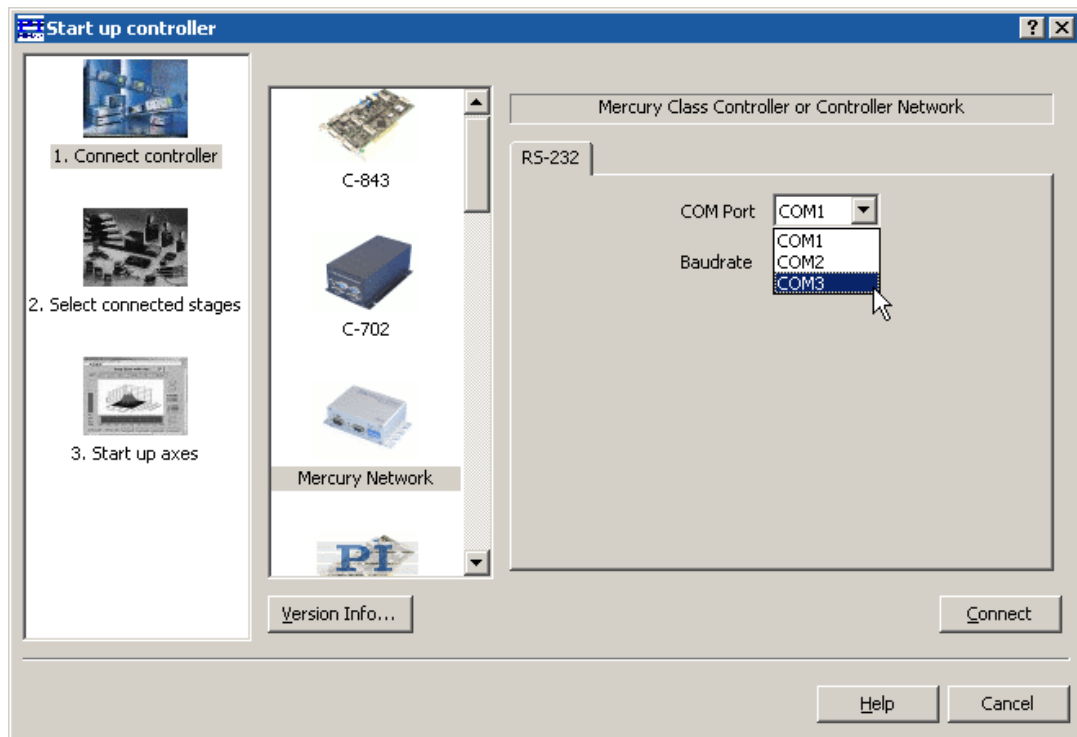 Start up controller
1. Connect controller
2. Select connected stages
3. Start up axes
C-843
C-702
Mercury Network
PI
Version Info...
Mercury Class Controller or Controller Network
RS-232
COM Port COM1
COM1
Baudrate COM2
COM3
Connect
Help
Cancel